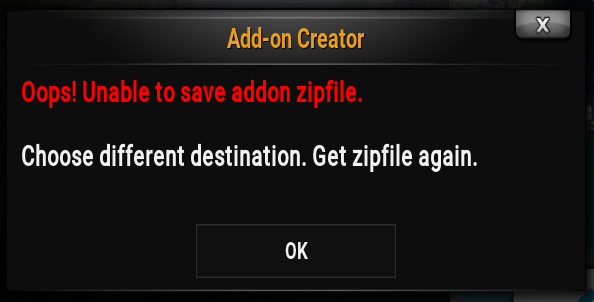 Add-on Creator
X
Oops! Unable to save addon zipfile.
Choose different destination. Get zipfile again.
OK